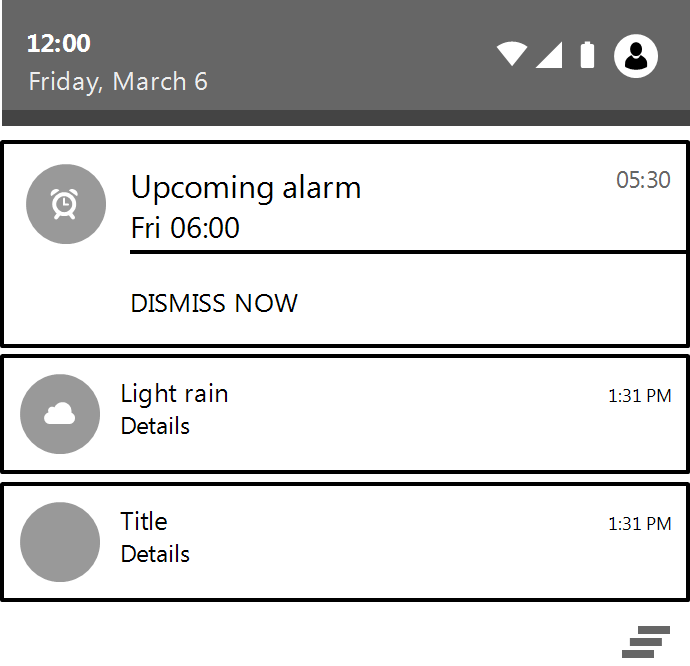 12:00
Friday, March 6
Upcoming alarm
05:30
Fri 06:00
DISMISS NOW
Light rain
1:31 PM
Details
Title
1:31 PM
Details